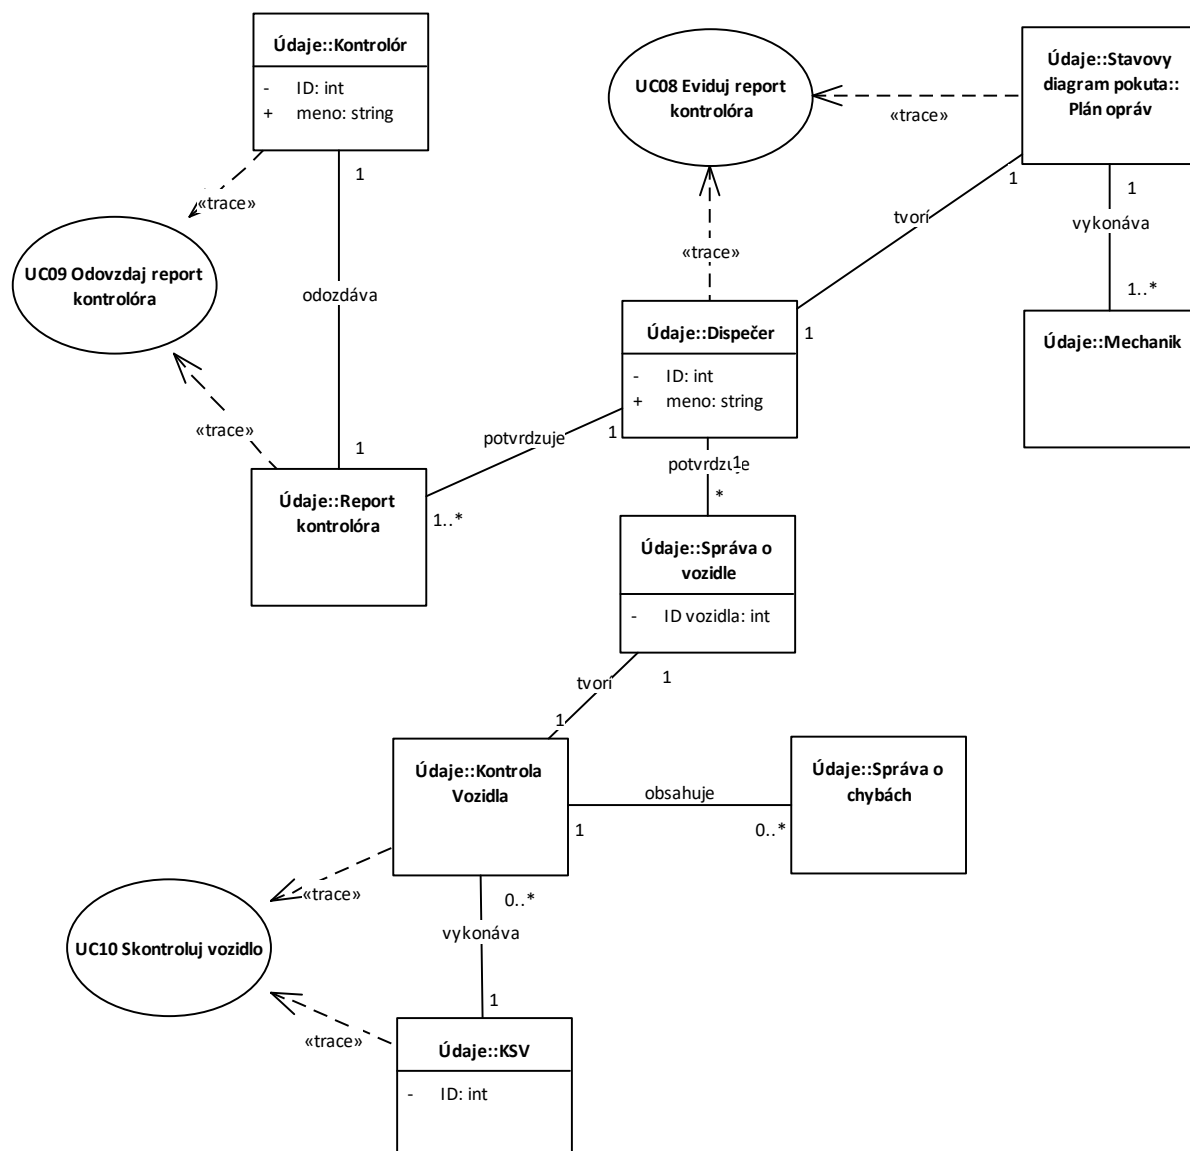 Údaje::Kontrolór
- ID: int
+ meno: string
1
«trace»
UC09 Odovzdaj report
kontrolóra
odozdáva
«trace»
1
Údaje::Report
kontrolóra
UC08 Eviduj report
kontrolóra
«trace»
Údaje::Stavovy
diagram pokuta::
Plán opráv
1
1
tvorí
vykonáva
1..*
Údaje::Mechanik
«trace»
Údaje::Dispečer
- ID: int
+ meno: string
1
potvrdzuje
1
1..*
potvrdzuje
1
*
Údaje::Správa o
vozidle
- ID vozidla: int
1
tvorí
1
Údaje::Kontrola
Vozidla
obsahuje
1
0..*
Údaje::Správa o
chybách
«trace»
0..*
UC10 Skontroluj vozidlo
vykonáva
1
«trace»
Údaje::KSV
- ID: int